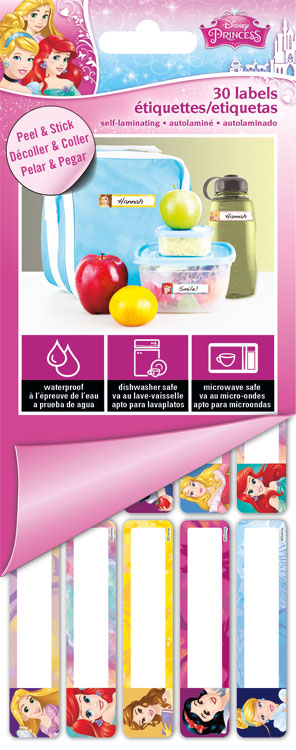 Disney
PRINCESS
30 labels
étiquettes/etiquetas
self-laminating • autolaminé • autolaminado
Peel & Stick
Décoller & Coller
Pelar & Pegar
Hannah
Hannah
Smile!
waterproof
à l'épreuve de l'eau
a prueba de agua
dishwasher safe
va au lave-vaisselle
apto para lavaplatos
microwave safe
va au micro-ondes
apto para microondas